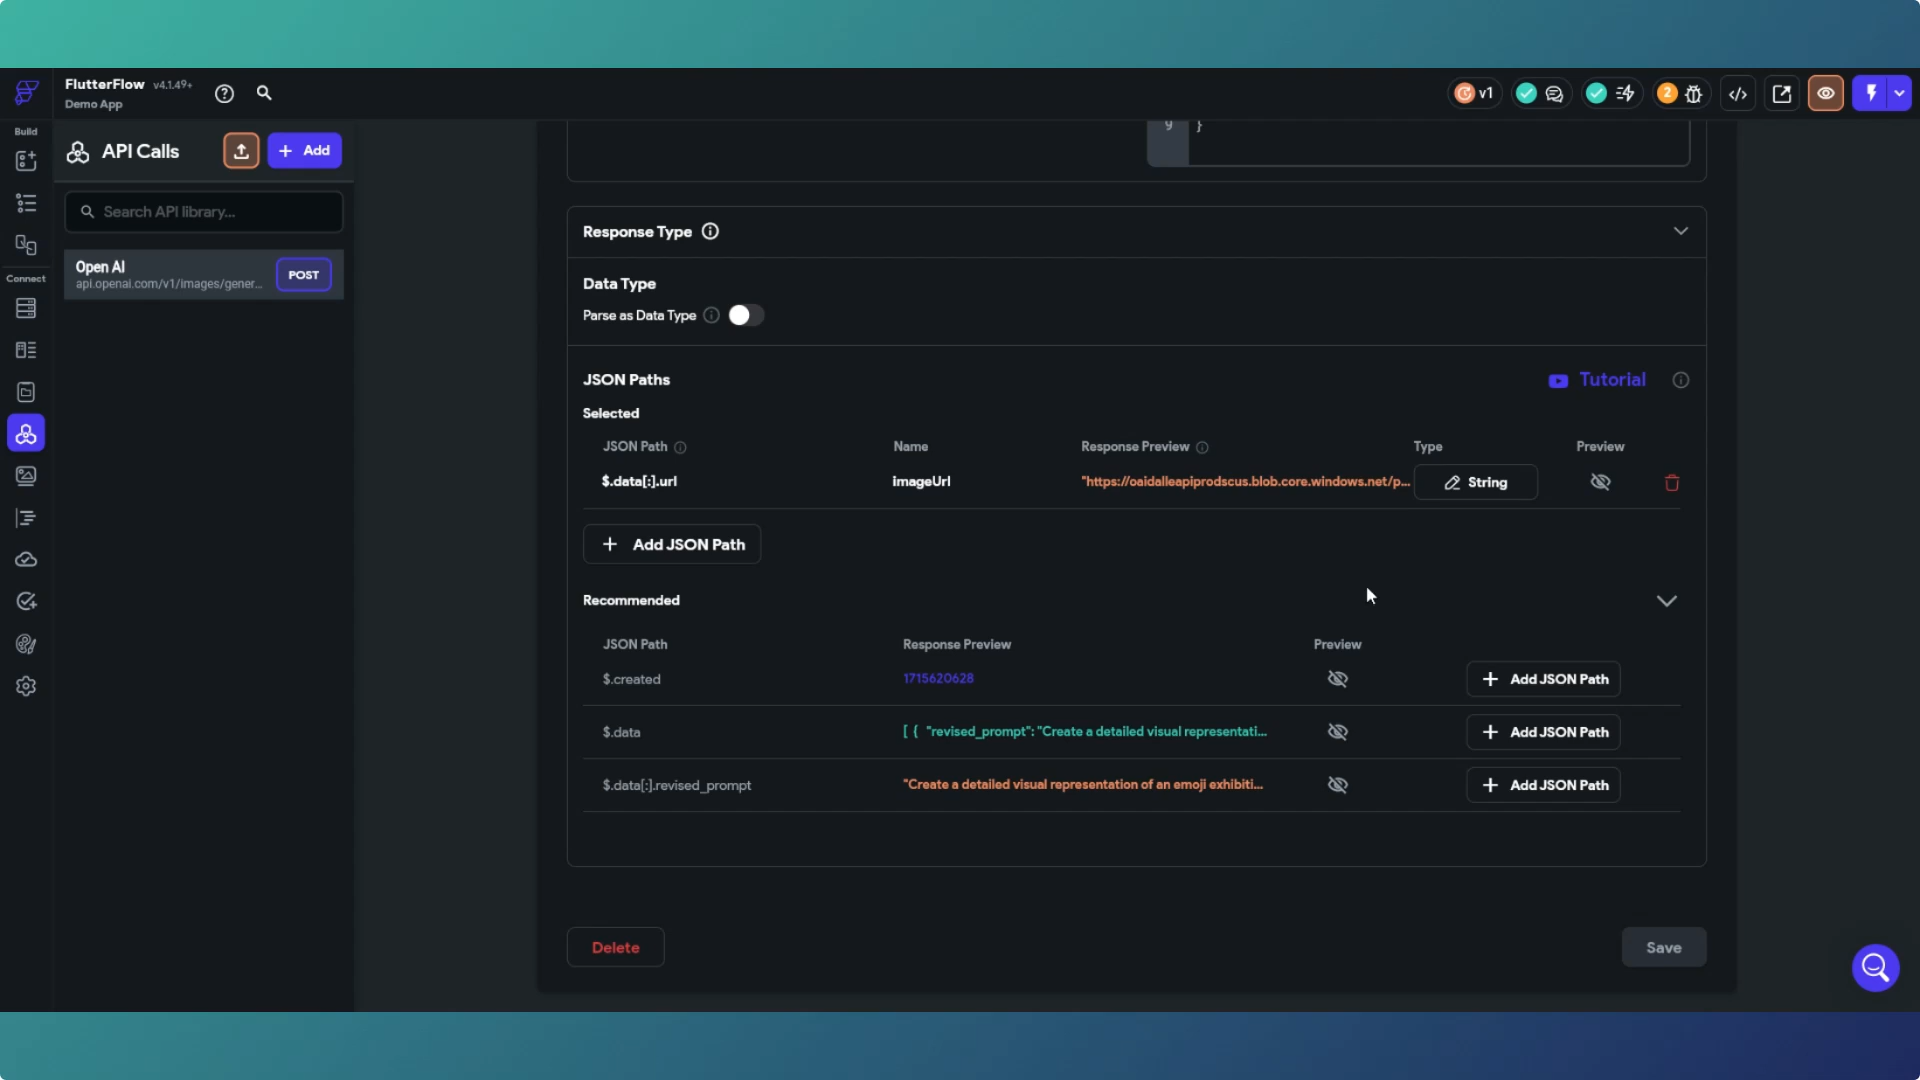 FlutterFlow v4.1.49+
Demo App
v1
2
Build
Connect
API Calls
+ Add
Search API library...
Open AI
api.openai.com/v1/images/gener...
POST
9 }
Response Type
Data Type
Parse as Data Type
JSON Paths
Tutorial
Selected
JSON Path Name Response Preview Type Preview
$.data[:].url imageUrl "https://oaidalleapiprodscus.blob.core.windows.net/p... String
+ Add JSON Path
Recommended
JSON Path Response Preview Preview
$.created 1715620628 + Add JSON Path
$.data [ { "revised_prompt": "Create a detailed visual representati... + Add JSON Path
$.data[:].revised_prompt "Create a detailed visual representation of an emoji exhibiti... + Add JSON Path
Delete
Save